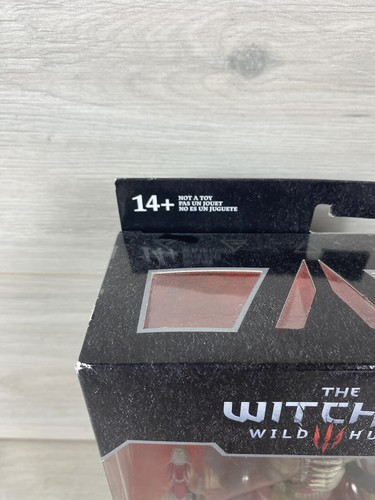 14+ NOT A TOY
PAS UN JOUET
NO ES UN JUGUETE
THE
WITCH
WILD HU